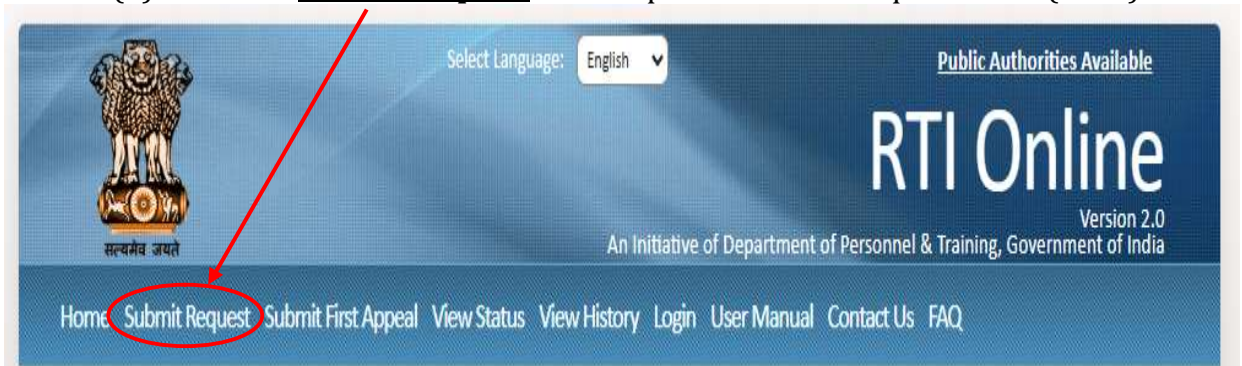 Select Language: English
Public Authorities Available
RTI Online
Version 2.0
An Initiative of Department of Personnel & Training, Government of India
सत्यमेव जयते
Home Submit Request Submit First Appeal View Status View History Login User Manual Contact Us FAQ